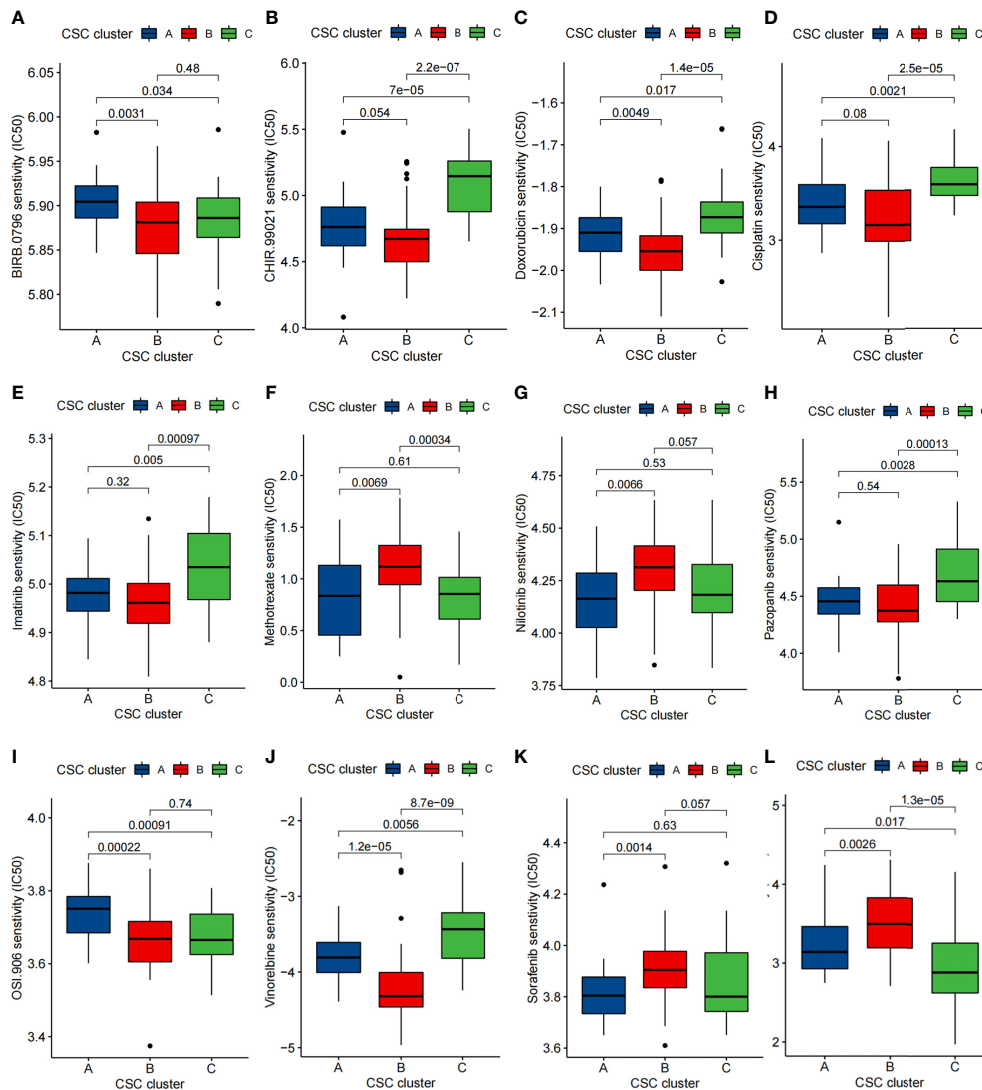 A
CSC cluster A B C
BIRB.0796 senstivity (IC50)
6.05
6.00
5.95
5.90
5.85
5.80
0.48
0.034
0.0031
A B C
CSC cluster
B
CSC cluster A B C
CHIR.99021 senstivity (IC50)
6.0
5.5
5.0
4.5
4.0
2.2e-07
7e-05
0.054
A B C
CSC cluster
C
CSC cluster A B C
Doxorubicin senstivity (IC50)
−1.6
−1.7
−1.8
−1.9
−2.0
−2.1
1.4e-05
0.017
0.0049
A B C
CSC cluster
D
CSC cluster A B C
Cisplatin senstivity (IC50)
4
3
2.5e-05
0.0021
0.08
A B C
CSC cluster
E
CSC cluster A B C
Imatinib senstivity (IC50)
5.3
5.2
5.1
5.0
4.9
4.8
0.00097
0.005
0.32
A B C
CSC cluster
F
CSC cluster A B C
Methotrexate senstivity (IC50)
2.0
1.5
1.0
0.5
0.0
0.00034
0.61
0.0069
A B C
CSC cluster
G
CSC cluster A B C
Nilotinib senstivity (IC50)
4.75
4.50
4.25
4.00
3.75
0.057
0.53
0.0066
A B C
CSC cluster
H
CSC cluster A B C
Pazopanib senstivity (IC50)
5.5
5.0
4.5
4.0
0.00013
0.0028
0.54
A B C
CSC cluster
I
CSC cluster A B C
OSI.906 senstivity (IC50)
4.0
3.8
3.6
3.4
0.74
0.00091
0.00022
A B C
CSC cluster
J
CSC cluster A B C
Vinorelbine senstivity (IC50)
−2
−3
−4
−5
8.7e-09
0.0056
1.2e-05
A B C
CSC cluster
K
CSC cluster A B C
Sorafenib senstivity (IC50)
4.4
4.2
4.0
3.8
3.6
0.057
0.63
0.0014
A B C
CSC cluster
L
CSC cluster A B C
5
4
3
2
1.3e-05
0.017
0.0026
A B C
CSC cluster